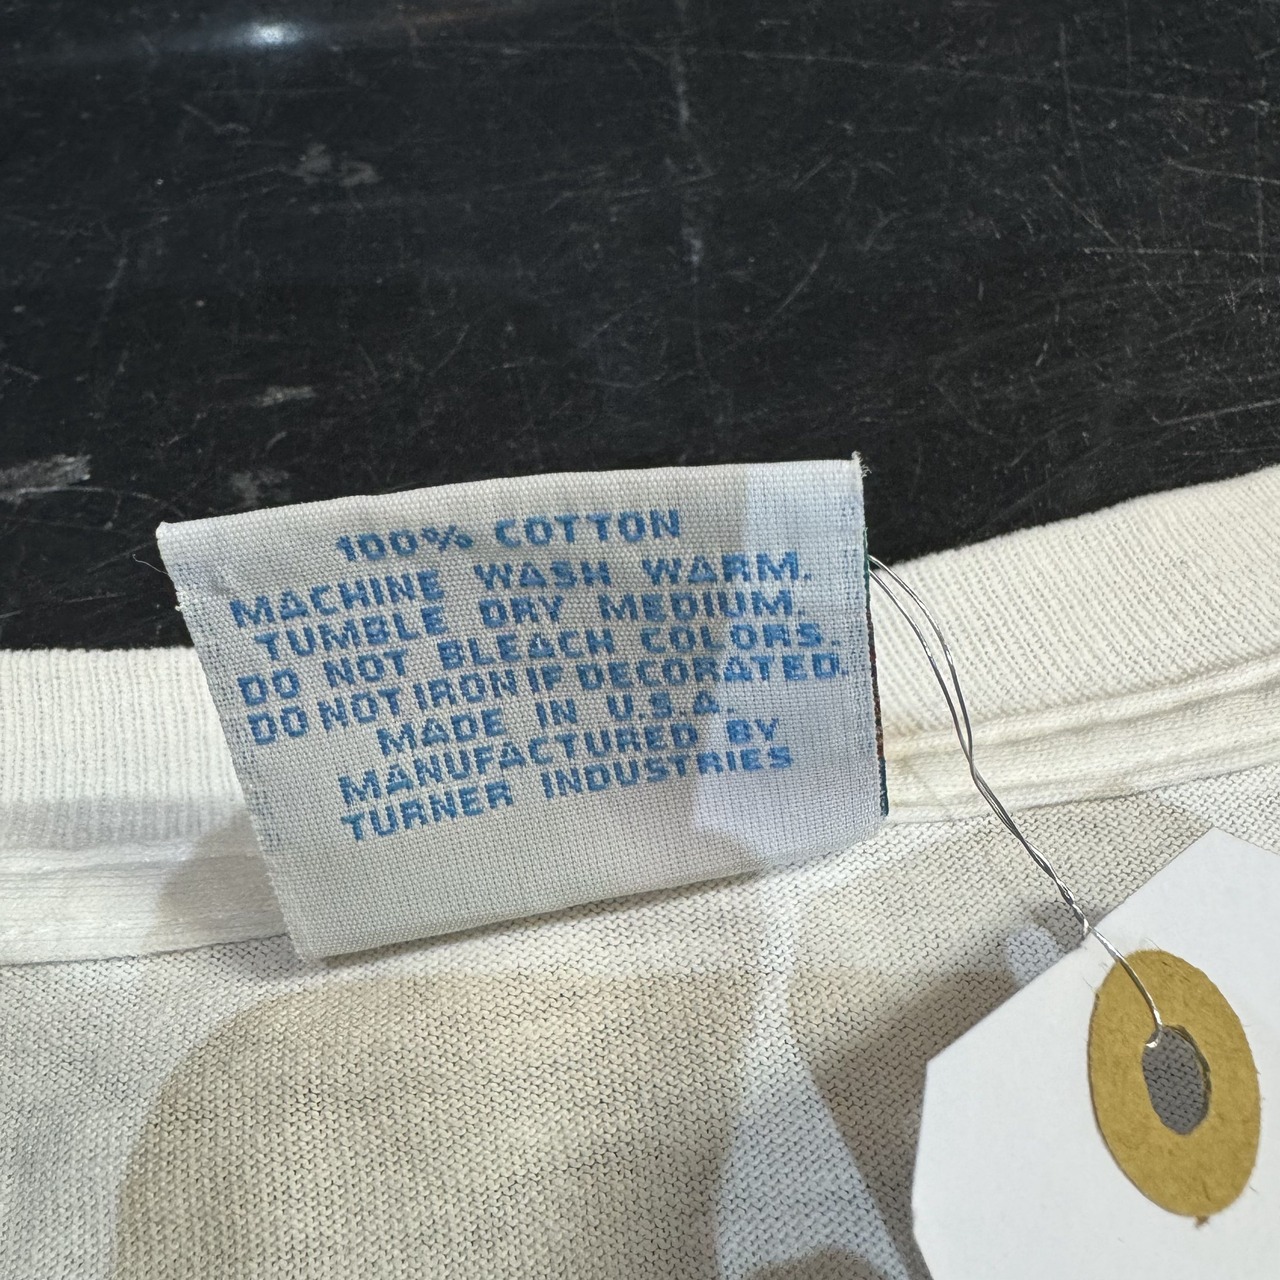 100% COTTON
MACHINE WASH WARM.
TUMBLE DRY MEDIUM.
DO NOT BLEACH COLORS.
DO NOT IRON IF DECORATED.
MADE IN U.S.A.
MANUFACTURED BY
TURNER INDUSTRIES